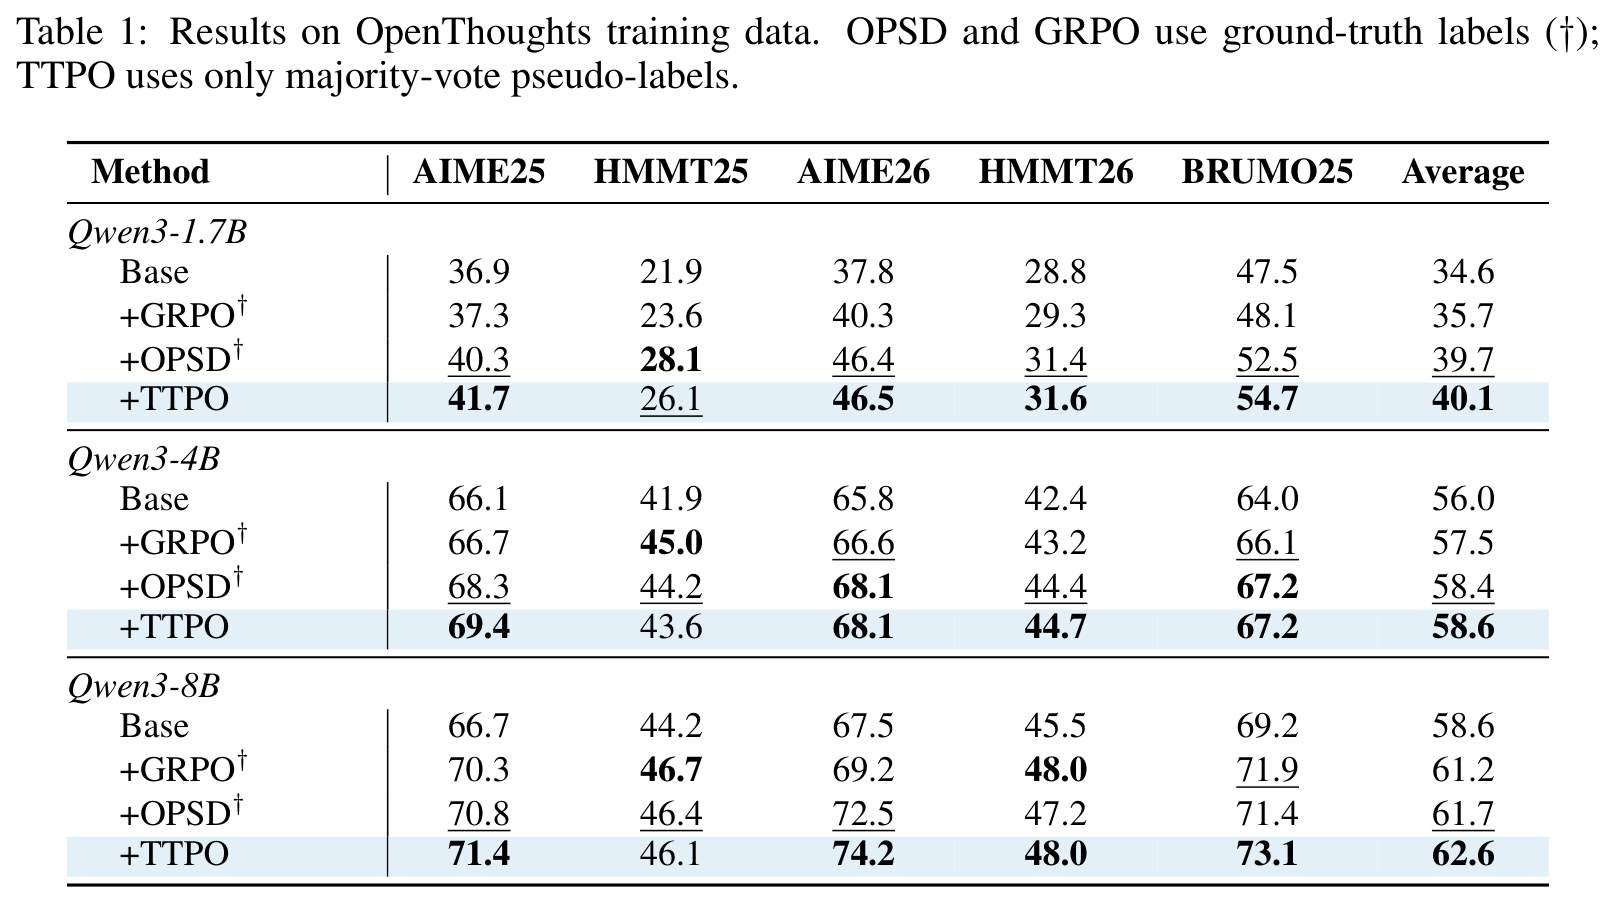 Table 1: Results on OpenThoughts training data. OPSD and GRPO use ground-truth labels (†);
TTPO uses only majority-vote pseudo-labels.
Method AIME25 HMMT25 AIME26 HMMT26 BRUMO25 Average
Qwen3-1.7B
Base 36.9 21.9 37.8 28.8 47.5 34.6
+GRPO† 37.3 23.6 40.3 29.3 48.1 35.7
+OPSD† 40.3 28.1 46.4 31.4 52.5 39.7
+TTPO 41.7 26.1 46.5 31.6 54.7 40.1
Qwen3-4B
Base 66.1 41.9 65.8 42.4 64.0 56.0
+GRPO† 66.7 45.0 66.6 43.2 66.1 57.5
+OPSD† 68.3 44.2 68.1 44.4 67.2 58.4
+TTPO 69.4 43.6 68.1 44.7 67.2 58.6
Qwen3-8B
Base 66.7 44.2 67.5 45.5 69.2 58.6
+GRPO† 70.3 46.7 69.2 48.0 71.9 61.2
+OPSD† 70.8 46.4 72.5 47.2 71.4 61.7
+TTPO 71.4 46.1 74.2 48.0 73.1 62.6